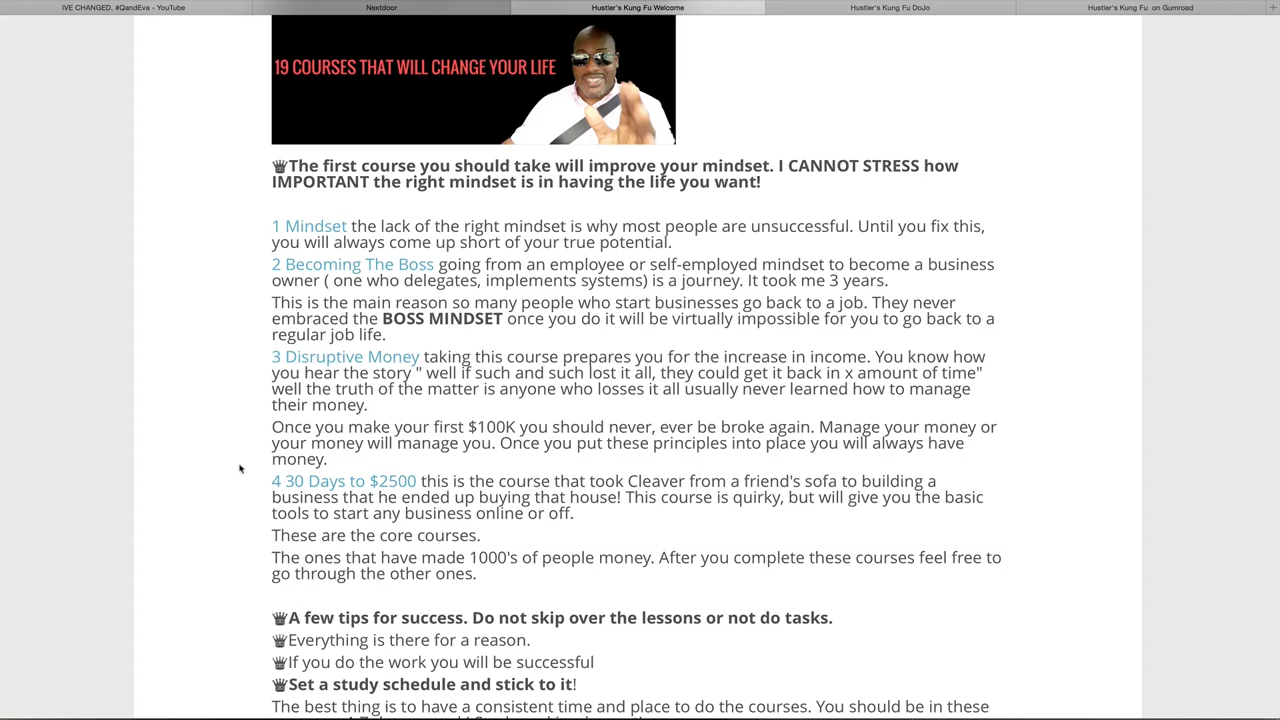 IVE CHANGED. #QandEva - YouTube
Nextdoor
Hustler's Kung Fu Welcome
Hustler's Kung Fu DoJo
Hustler's Kung Fu on Gumroad
19 COURSES THAT WILL CHANGE YOUR LIFE
The first course you should take will improve your mindset. I CANNOT STRESS how
IMPORTANT the right mindset is in having the life you want!
1 Mindset the lack of the right mindset is why most people are unsuccessful. Until you fix this,
you will always come up short of your true potential.
2 Becoming The Boss going from an employee or self-employed mindset to become a business
owner ( one who delegates, implements systems) is a journey. It took me 3 years.
This is the main reason so many people who start businesses go back to a job. They never
embraced the BOSS MINDSET once you do it will be virtually impossible for you to go back to a
regular job life.
3 Disruptive Money taking this course prepares you for the increase in income. You know how
you hear the story " well if such and such lost it all, they could get it back in x amount of time"
well the truth of the matter is anyone who losses it all usually never learned how to manage
their money.
Once you make your first $100K you should never, ever be broke again. Manage your money or
your money will manage you. Once you put these principles into place you will always have
money.
4 30 Days to $2500 this is the course that took Cleaver from a friend's sofa to building a
business that he ended up buying that house! This course is quirky, but will give you the basic
tools to start any business online or off.
These are the core courses.
The ones that have made 1000's of people money. After you complete these courses feel free to
go through the other ones.
A few tips for success. Do not skip over the lessons or not do tasks.
Everything is there for a reason.
If you do the work you will be successful
Set a study schedule and stick to it!
The best thing is to have a consistent time and place to do the courses. You should be in these